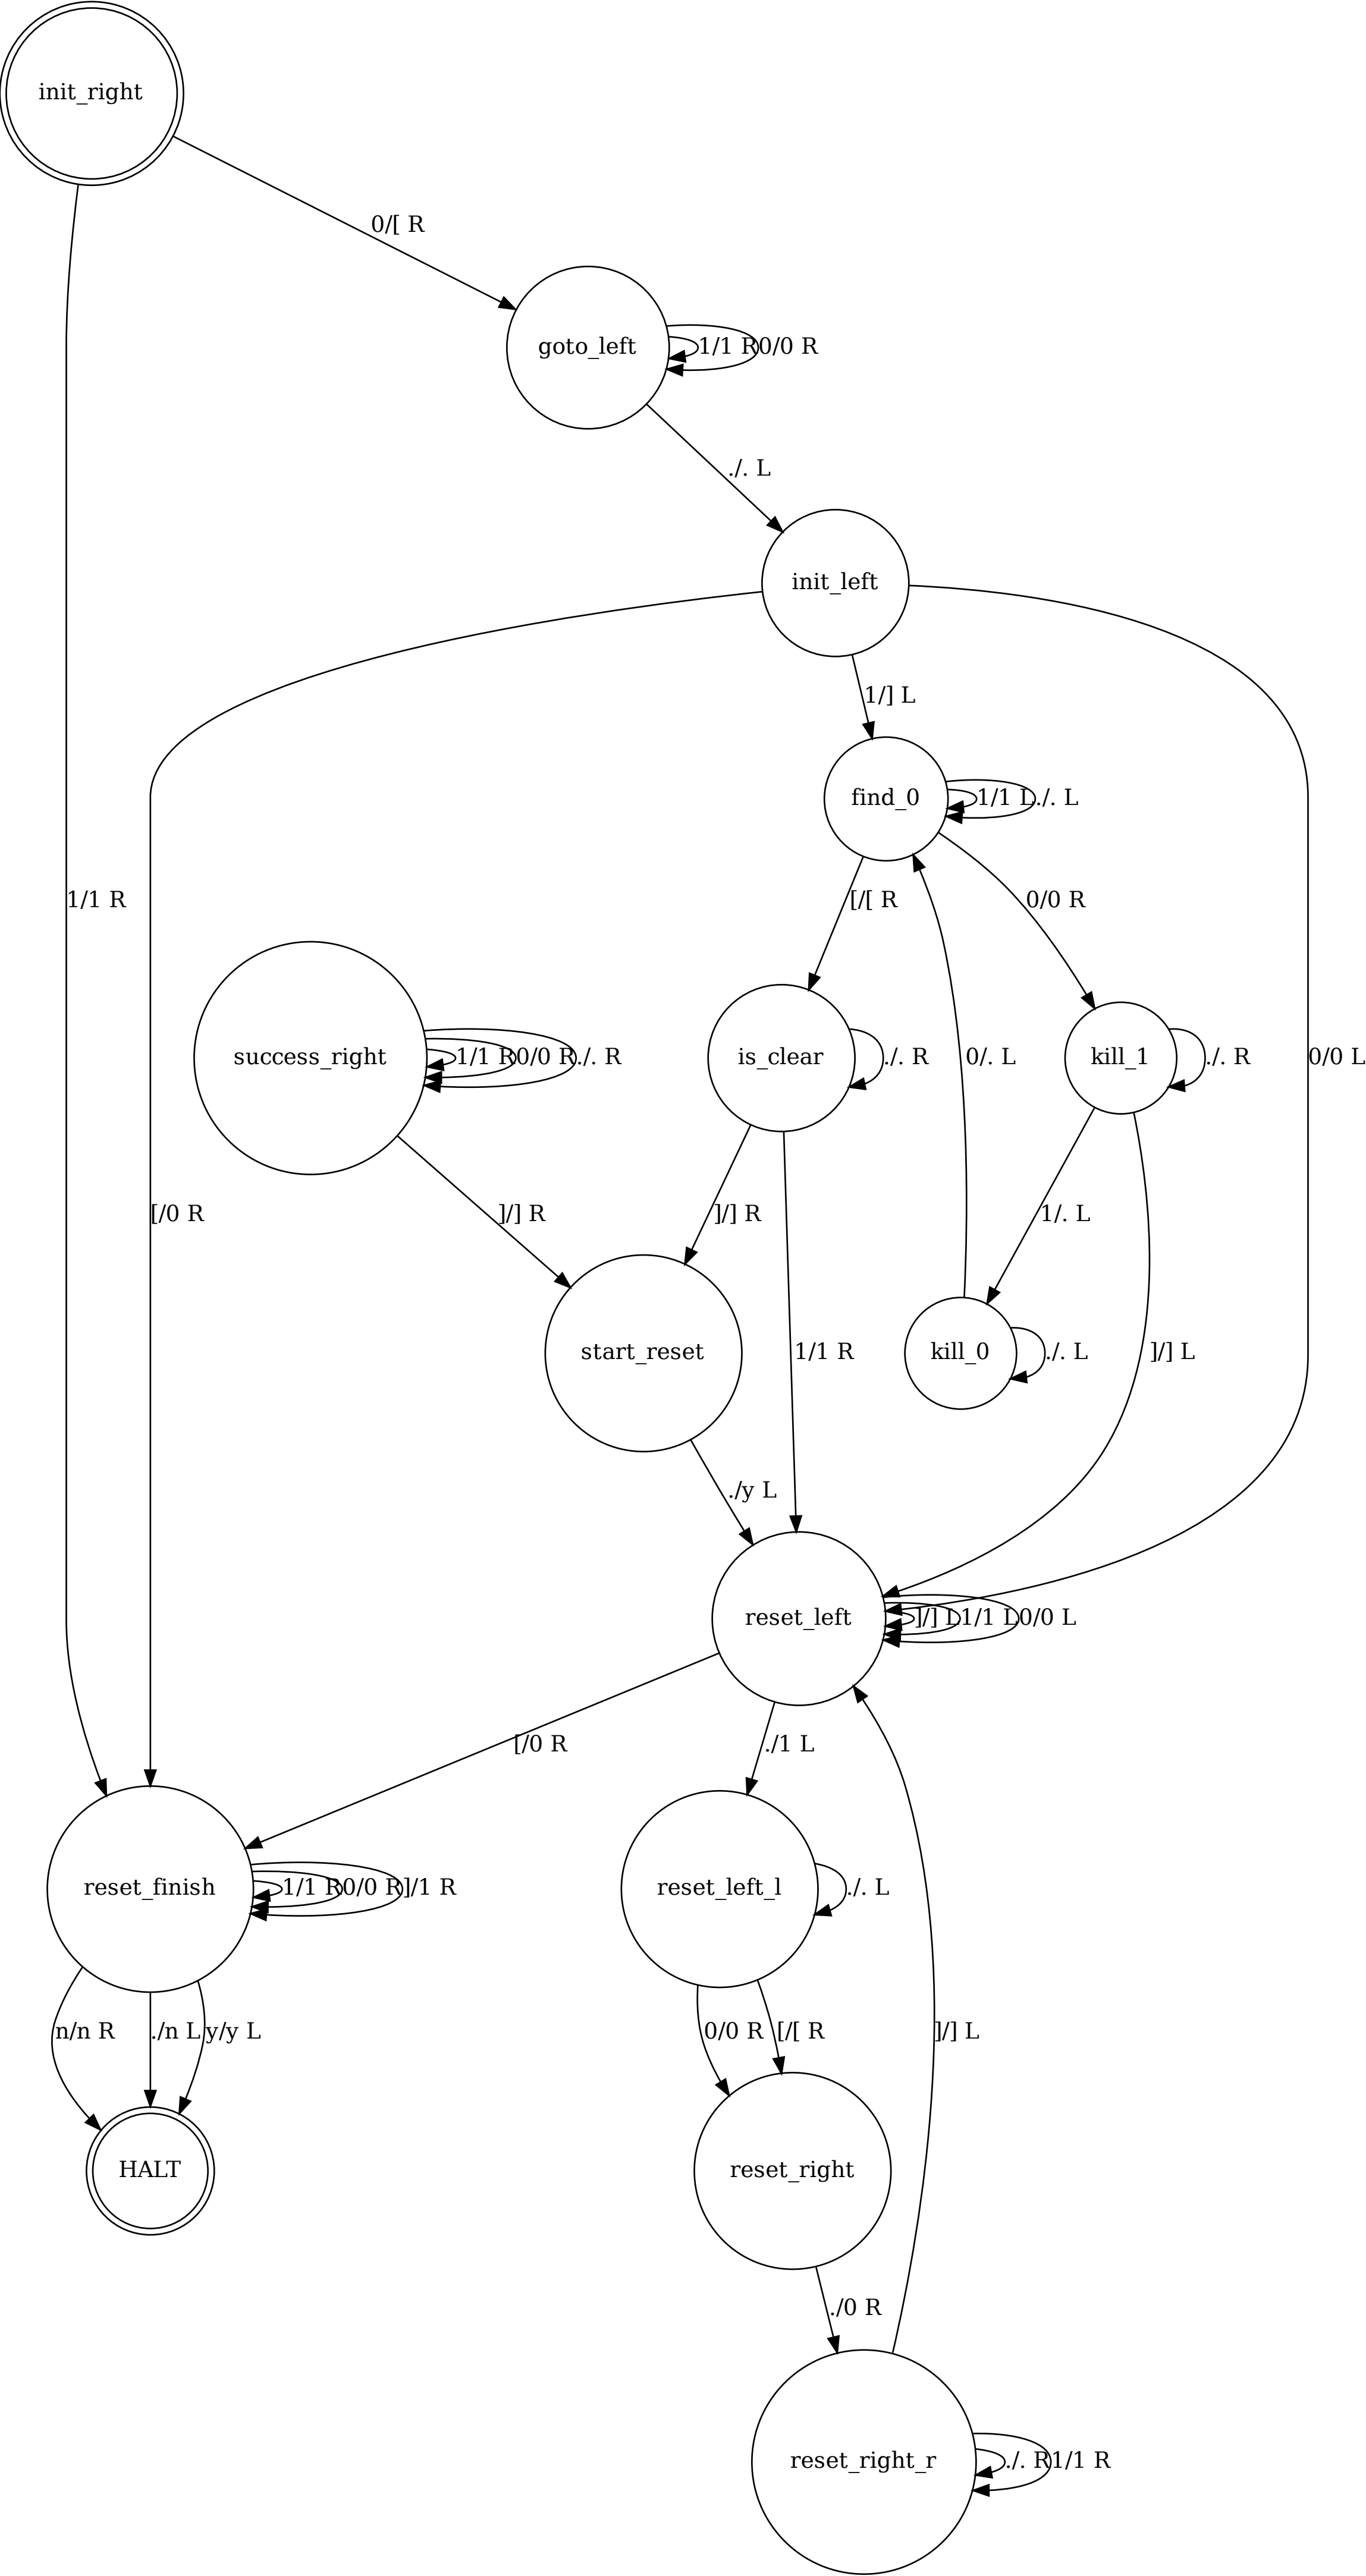 init_right
0/[ R
goto_left
1/1 R
0/0 R
./. L
init_left
1/] L
find_0
1/1 L
./. L
1/1 R
[/[ R
0/0 R
success_right
1/1 R
0/0 R
./. R
is_clear
./. R
0/. L
kill_1
./. R
0/0 L
[/0 R
]/] R
]/] R
1/. L
start_reset
1/1 R
kill_0
./. L
]/] L
./y L
reset_left
]/] L
1/1 L
0/0 L
[/0 R
./1 L
reset_finish
1/1 R
0/0 R
]/1 R
reset_left_l
./. L
n/n R
./n L
y/y L
0/0 R
[/[ R
]/] L
HALT
reset_right
./0 R
reset_right_r
./. R
1/1 R